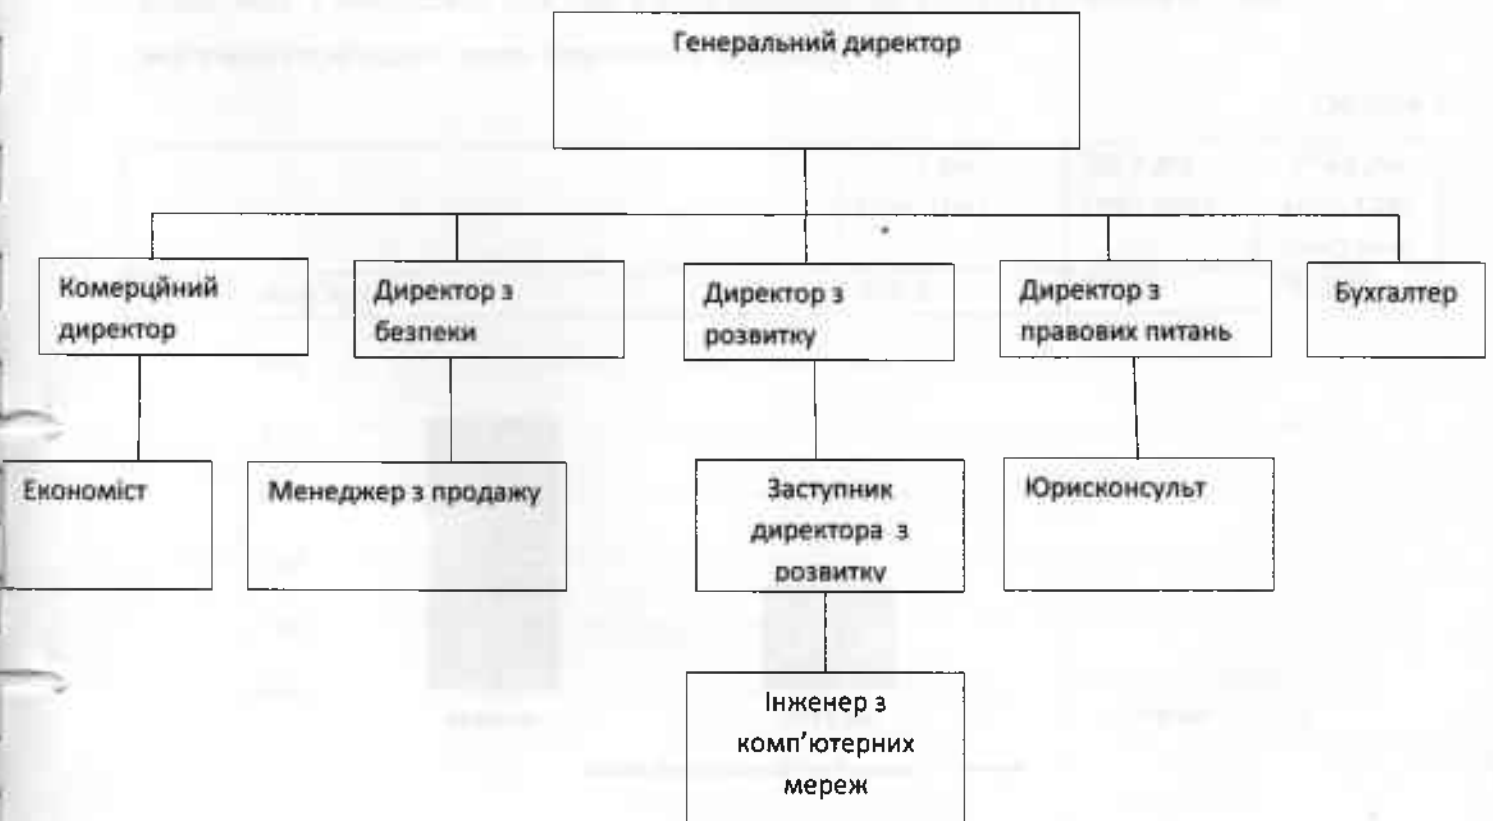 Генеральний директор
Комерцйний
директор
Директор з
безпеки
Директор з
розвитку
Директор з
правових питань
Бухгалтер
Економіст
Менеджер з продажу
Заступник
директора з
розвитку
Юрисконсульт
Інженер з
комп'ютерних
мереж